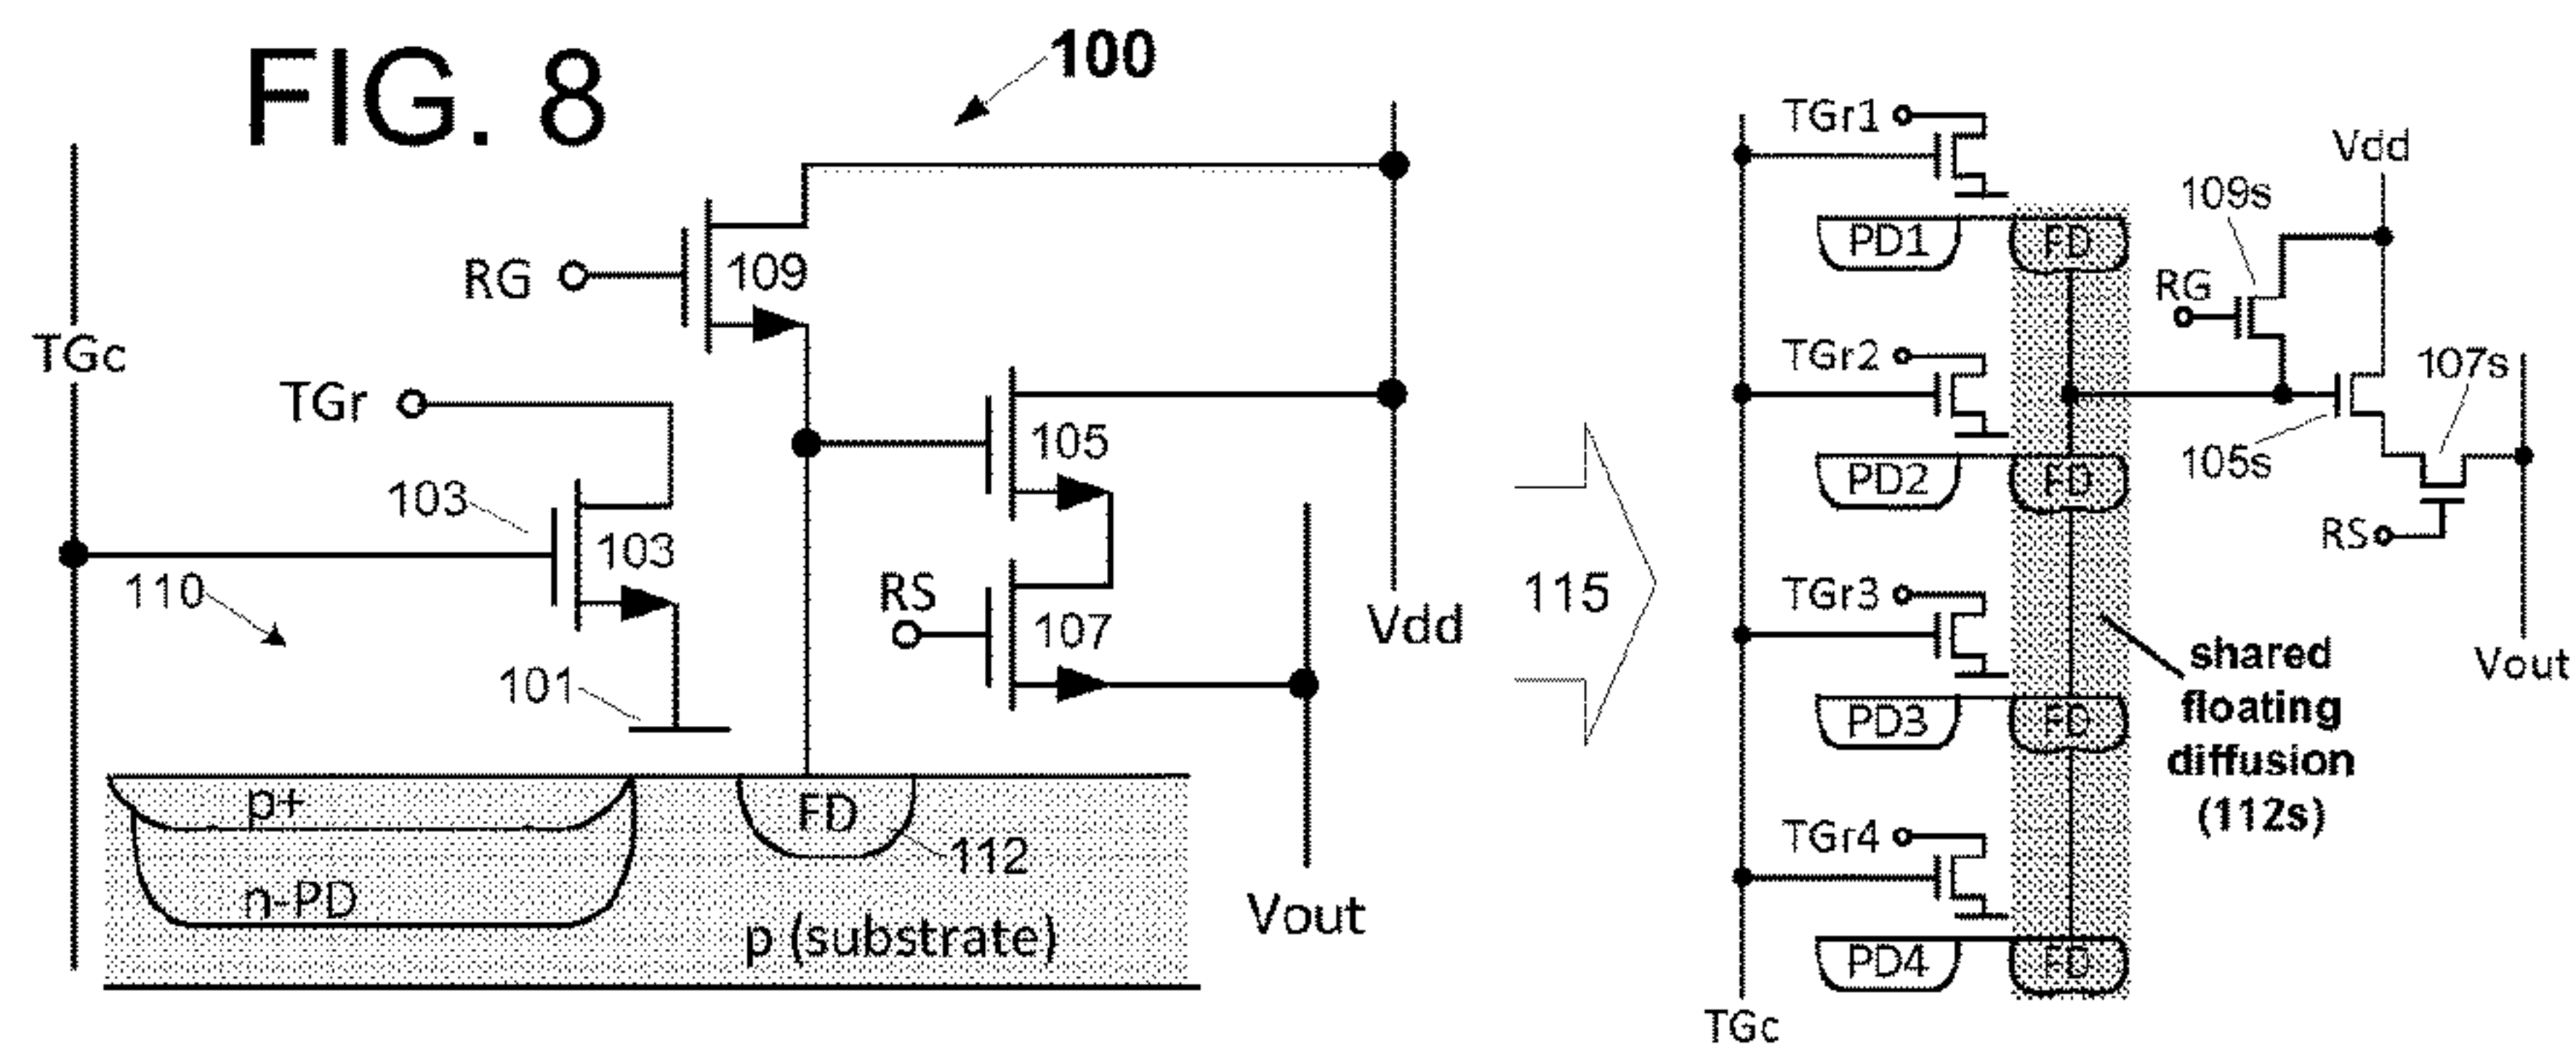 FIG. 8
100
TGc
RG
109
TGr
103
103
110
101
105
RS
107
Vdd
p+
n-PD
FD
112
p (substrate)
Vout
115
TGr1
PD1
FD
TGr2
PD2
FD
TGr3
PD3
FD
TGr4
PD4
FD
TGc
Vdd
109s
RG
107s
105s
RS
Vout
shared
floating
diffusion
(112s)